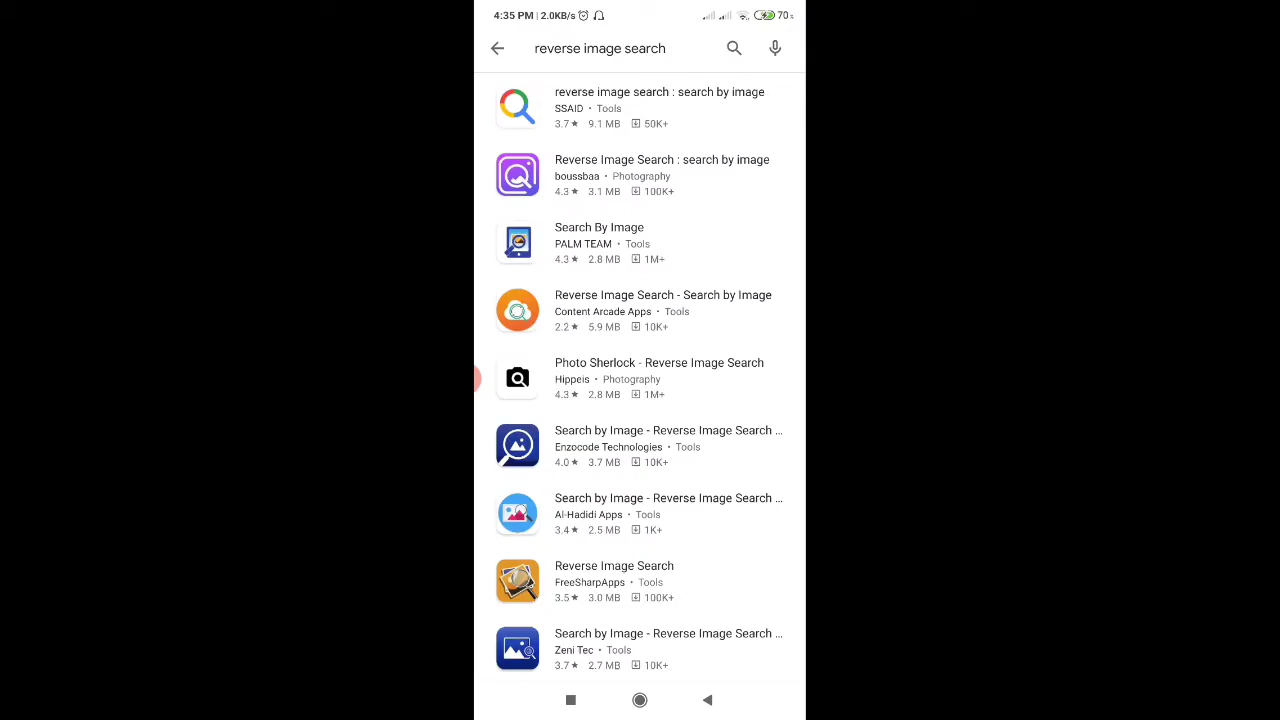 4:35 PM | 2.0KB/s 70%
reverse image search
reverse image search : search by image
SSAID • Tools
3.7★ 9.1 MB 50K+
Reverse Image Search : search by image
boussbaa • Photography
4.3★ 3.1 MB 100K+
Search By Image
PALM TEAM • Tools
4.3★ 2.8 MB 1M+
Reverse Image Search - Search by Image
Content Arcade Apps • Tools
2.2★ 5.9 MB 10K+
Photo Sherlock - Reverse Image Search
Hippeis • Photography
4.3★ 2.8 MB 1M+
Search by Image - Reverse Image Search ...
Enzocode Technologies • Tools
4.0★ 3.7 MB 10K+
Search by Image - Reverse Image Search ...
Al-Hadidi Apps • Tools
3.4★ 2.5 MB 1K+
Reverse Image Search
FreeSharpApps • Tools
3.5★ 3.0 MB 100K+
Search by Image - Reverse Image Search ...
Zeni Tec • Tools
3.7★ 2.7 MB 10K+